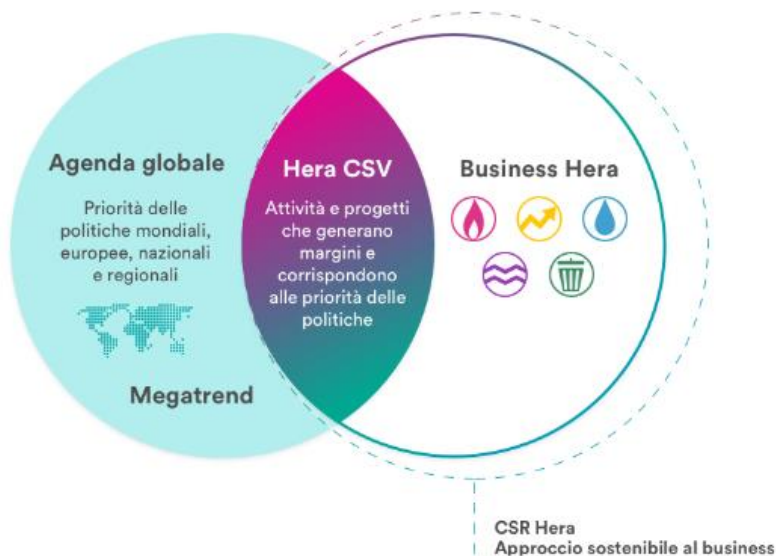 Agenda globale
Priorità delle
politiche mondiali,
europee, nazionali
e regionali
Megatrend
Hera CSV
Attività e progetti
che generano
margini e
corrispondono
alle priorità delle
politiche
Business Hera
CSR Hera
Approccio sostenibile al business